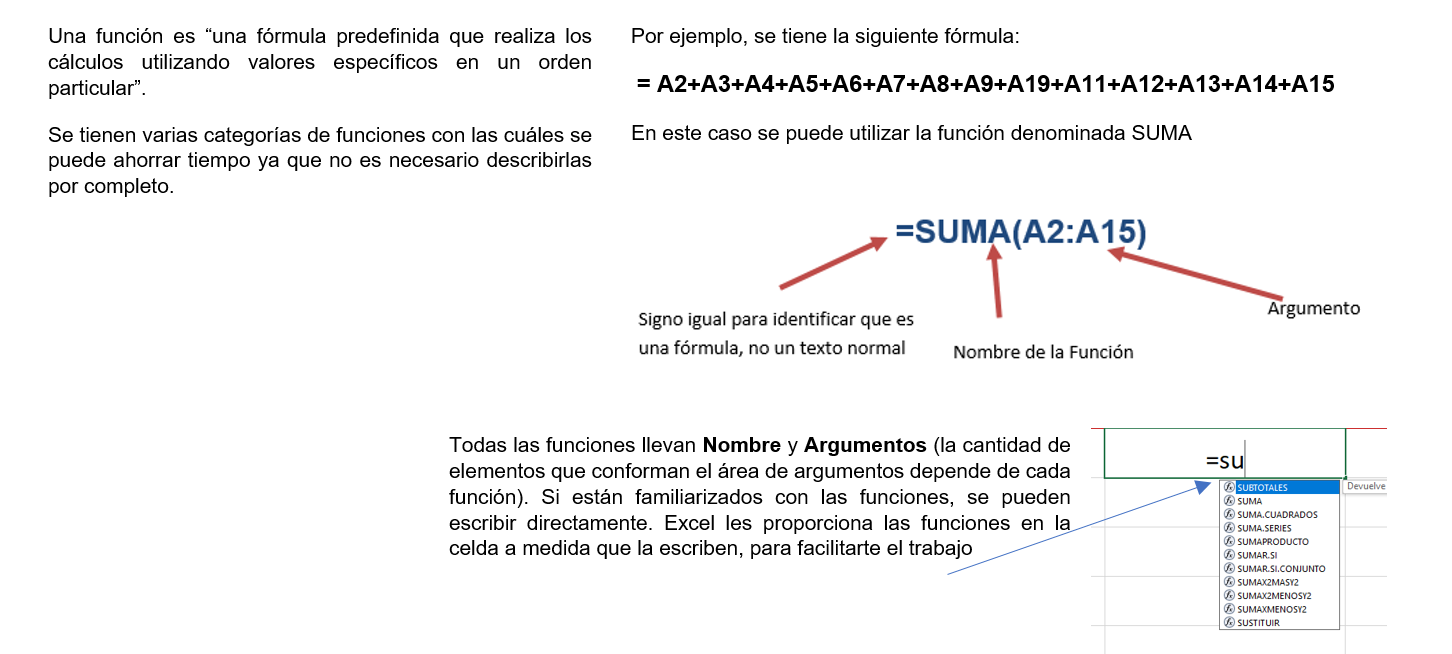 Una función es “una fórmula predefinida que realiza los
cálculos utilizando valores específicos en un orden
particular”.
Se tienen varias categorías de funciones con las cuáles se
puede ahorrar tiempo ya que no es necesario describirlas
por completo.
Por ejemplo, se tiene la siguiente fórmula:
= A2+A3+A4+A5+A6+A7+A8+A9+A19+A11+A12+A13+A14+A15
En este caso se puede utilizar la función denominada SUMA
=SUMA(A2:A15)
Signo igual para identificar que es
una fórmula, no un texto normal
Nombre de la Función
Argumento
Todas las funciones llevan Nombre y Argumentos (la cantidad de
elementos que conforman el área de argumentos depende de cada
función). Si están familiarizados con las funciones, se pueden
escribir directamente. Excel les proporciona las funciones en la
celda a medida que la escriben, para facilitarte el trabajo
=su
SUBTOTALES
Devuelve
SUMA
SUMA.CUADRADOS
SUMA.SERIES
SUMAPRODUCTO
SUMAR.SI
SUMAR.SI.CONJUNTO
SUMAX2MASY2
SUMAX2MENOSY2
SUMAXMENOSY2
SUSTITUIR